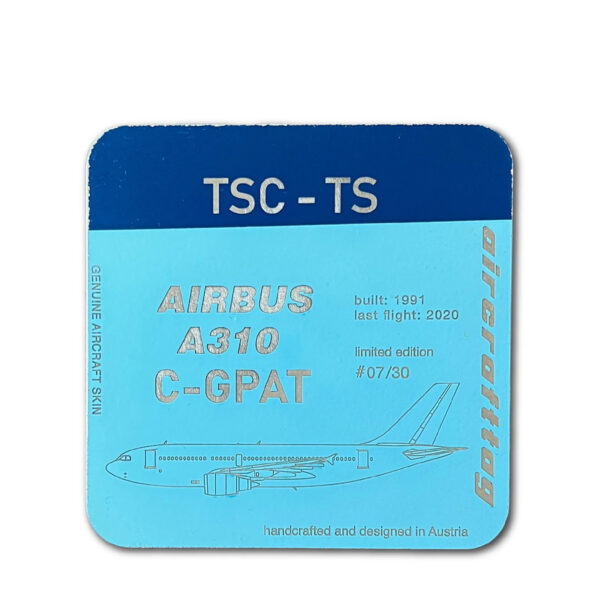 TSC - TS
GENUINE AIRCRAFT SKIN
AIRBUS
A310
C-GPAT
built: 1991
last flight: 2020
limited edition
#07/30
aircrafttag
handcrafted and designed in Austria